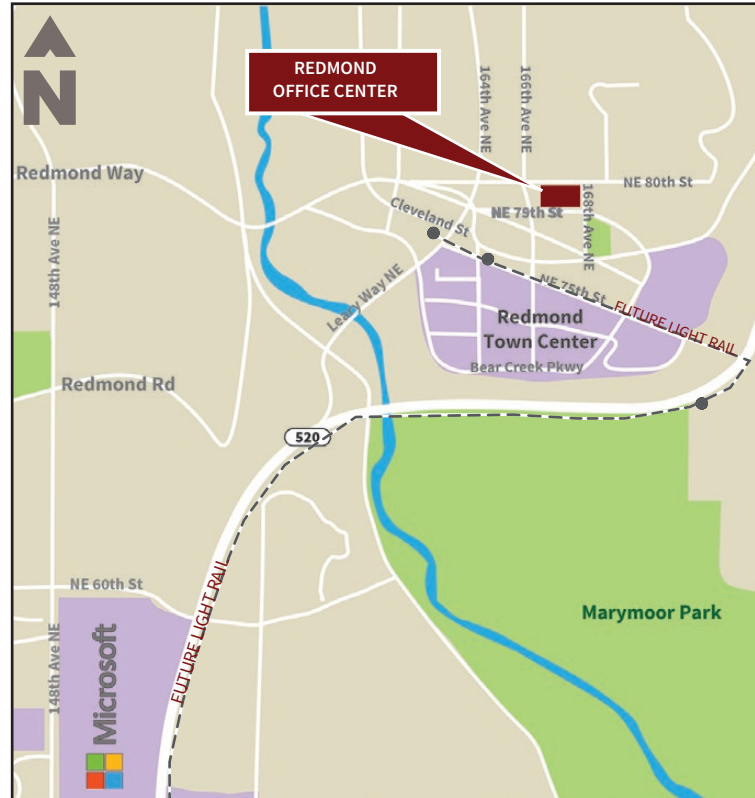 N
REDMOND
OFFICE CENTER
164th Ave NE
166th Ave NE
Redmond Way
NE 80th St
168th Ave NE
Cleveland St
NE 79th St
148th Ave NE
NE 75th St
Leary Way NE
FUTURE LIGHT RAIL
Redmond
Town Center
Bear Creek Pkwy
Redmond Rd
520
NE 60th St
FUTURE LIGHT RAIL
Marymoor Park
148th Ave NE
Microsoft